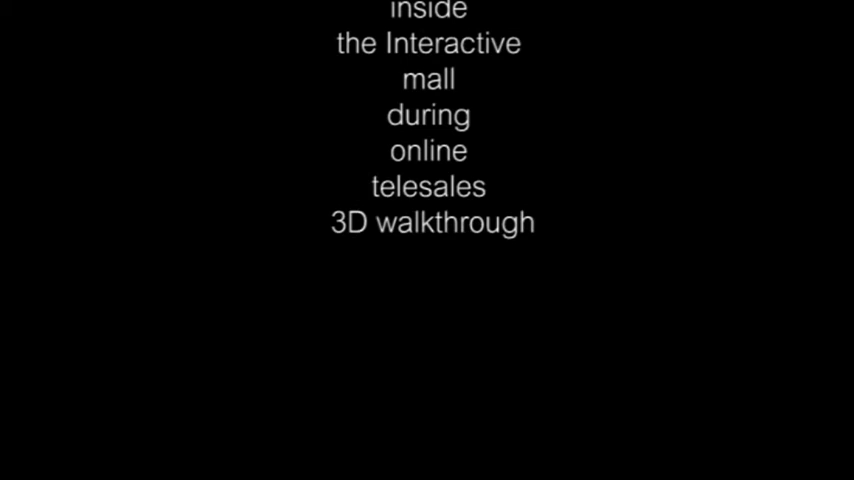 inside
the Interactive
mall
during
online
telesales
3D walkthrough